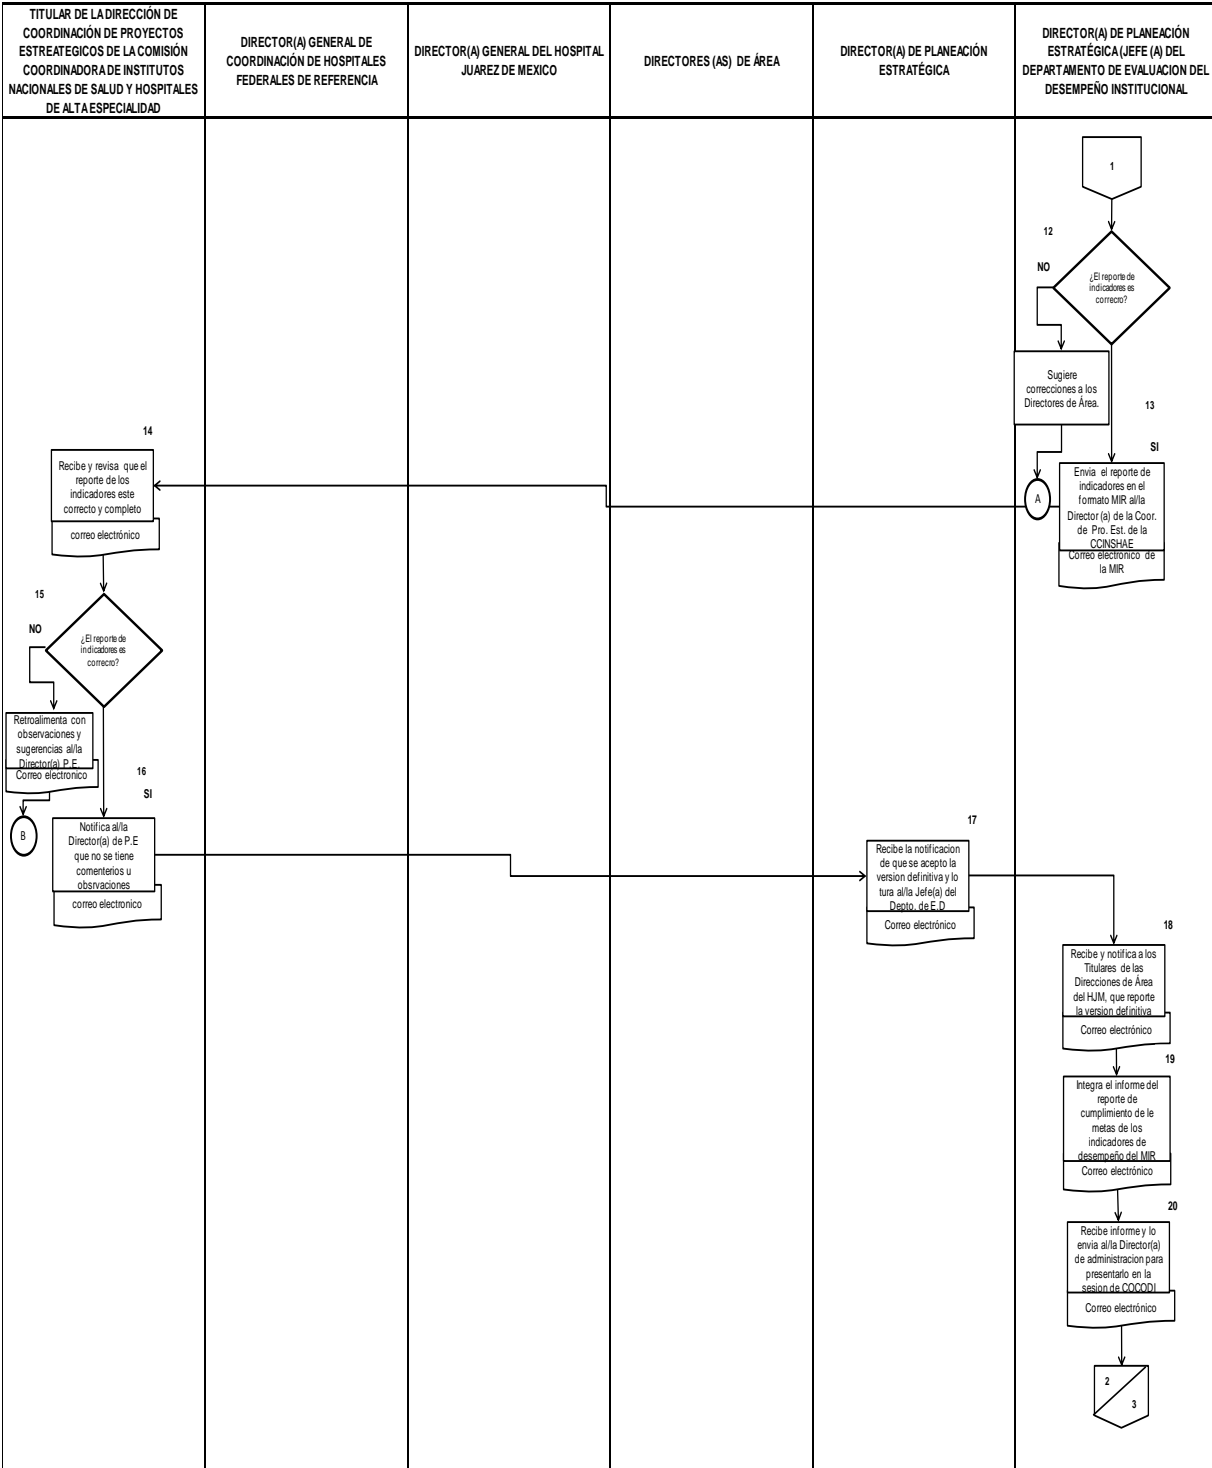 TITULAR DE LA DIRECCIÓN DE
COORDINACIÓN DE PROYECTOS
ESTREATEGICOS DE LA COMISIÓN
COORDINADORA DE INSTITUTOS
NACIONALES DE SALUD Y HOSPITALES
DE ALTA ESPECIALIDAD
DIRECTOR(A) GENERAL DE
COORDINACIÓN DE HOSPITALES
FEDERALES DE REFERENCIA
DIRECTOR(A) GENERAL DEL HOSPITAL
JUAREZ DE MEXICO
DIRECTORES (AS) DE ÁREA
DIRECTOR(A) DE PLANEACIÓN
ESTRATÉGICA
DIRECTOR(A) DE PLANEACIÓN
ESTRATÉGICA (JEFE (A) DEL
DEPARTAMENTO DE EVALUACION DEL
DESEMPEÑO INSTITUCIONAL
1
12
NO
¿El reporte de
indicadores es
correcro?
Sugiere
correcciones a los
Directores de Área.
13
SI
A
Envia el reporte de
indicadores en el
formato MIR al/la
Director (a) de la Coor.
de Pro. Est. de la
CCINSHAE
Correo electrónico de
la MIR
14
Recibe y revisa que el
reporte de los
indicadores este
correcto y completo
correo electrónico
15
NO
¿El reporte de
indicadores es
correcro?
Retroalimenta con
observaciones y
sugerencias al/la
Director(a) P.E.
Correo electronico
B
16
SI
Notifica al/la
Director(a) de P.E
que no se tiene
comenterios u
obsrvaciones
correo electronico
17
Recibe la notificacion
de que se acepto la
version definitiva y lo
tura al/la Jefe(a) del
Depto. de E.D
Correo electrónico
18
Recibe y notifica a los
Titulares de las
Direcciones de Área
del HJM, que reporte
la version definitiva
Correo electrónico
19
Integra el informe del
reporte de
cumplimiento de le
metas de los
indicadores de
desempeño del MIR
Correo electrónico
20
Recibe informe y lo
envia al/la Director(a)
de administracion para
presentarlo en la
sesion de COCODI
Correo electrónico
2
3